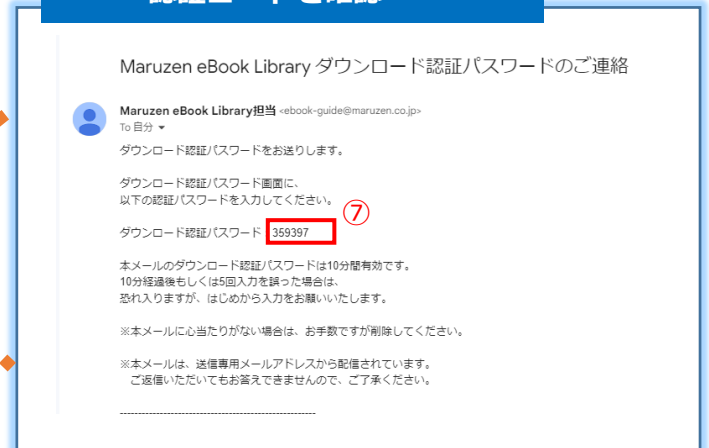 認証コードを確認
Maruzen eBook Library ダウンロード認証パスワードのご連絡
Maruzen eBook Library担当 <ebook-guide@maruzen.co.jp>
To 自分
ダウンロード認証パスワードをお送りします。
ダウンロード認証パスワード画面に、
以下の認証パスワードを入力してください。
⑦
ダウンロード認証パスワード 359397
本メールのダウンロード認証パスワードは10分間有効です。
10分経過後もしくは5回入力を誤った場合は、
恐れ入りますが、はじめから入力をお願いいたします。
※本メールに心当たりがない場合は、お手数ですが削除してください。
※本メールは、送信専用メールアドレスから配信されています。
ご返信いただいてもお答えできませんので、ご了承ください。